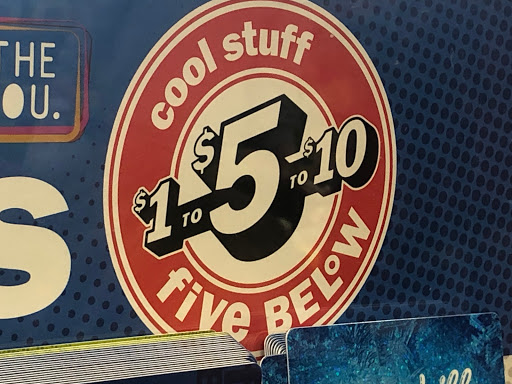 THE
OU.
S
cool stuff
$1 TO $5 TO $10
five BELOW